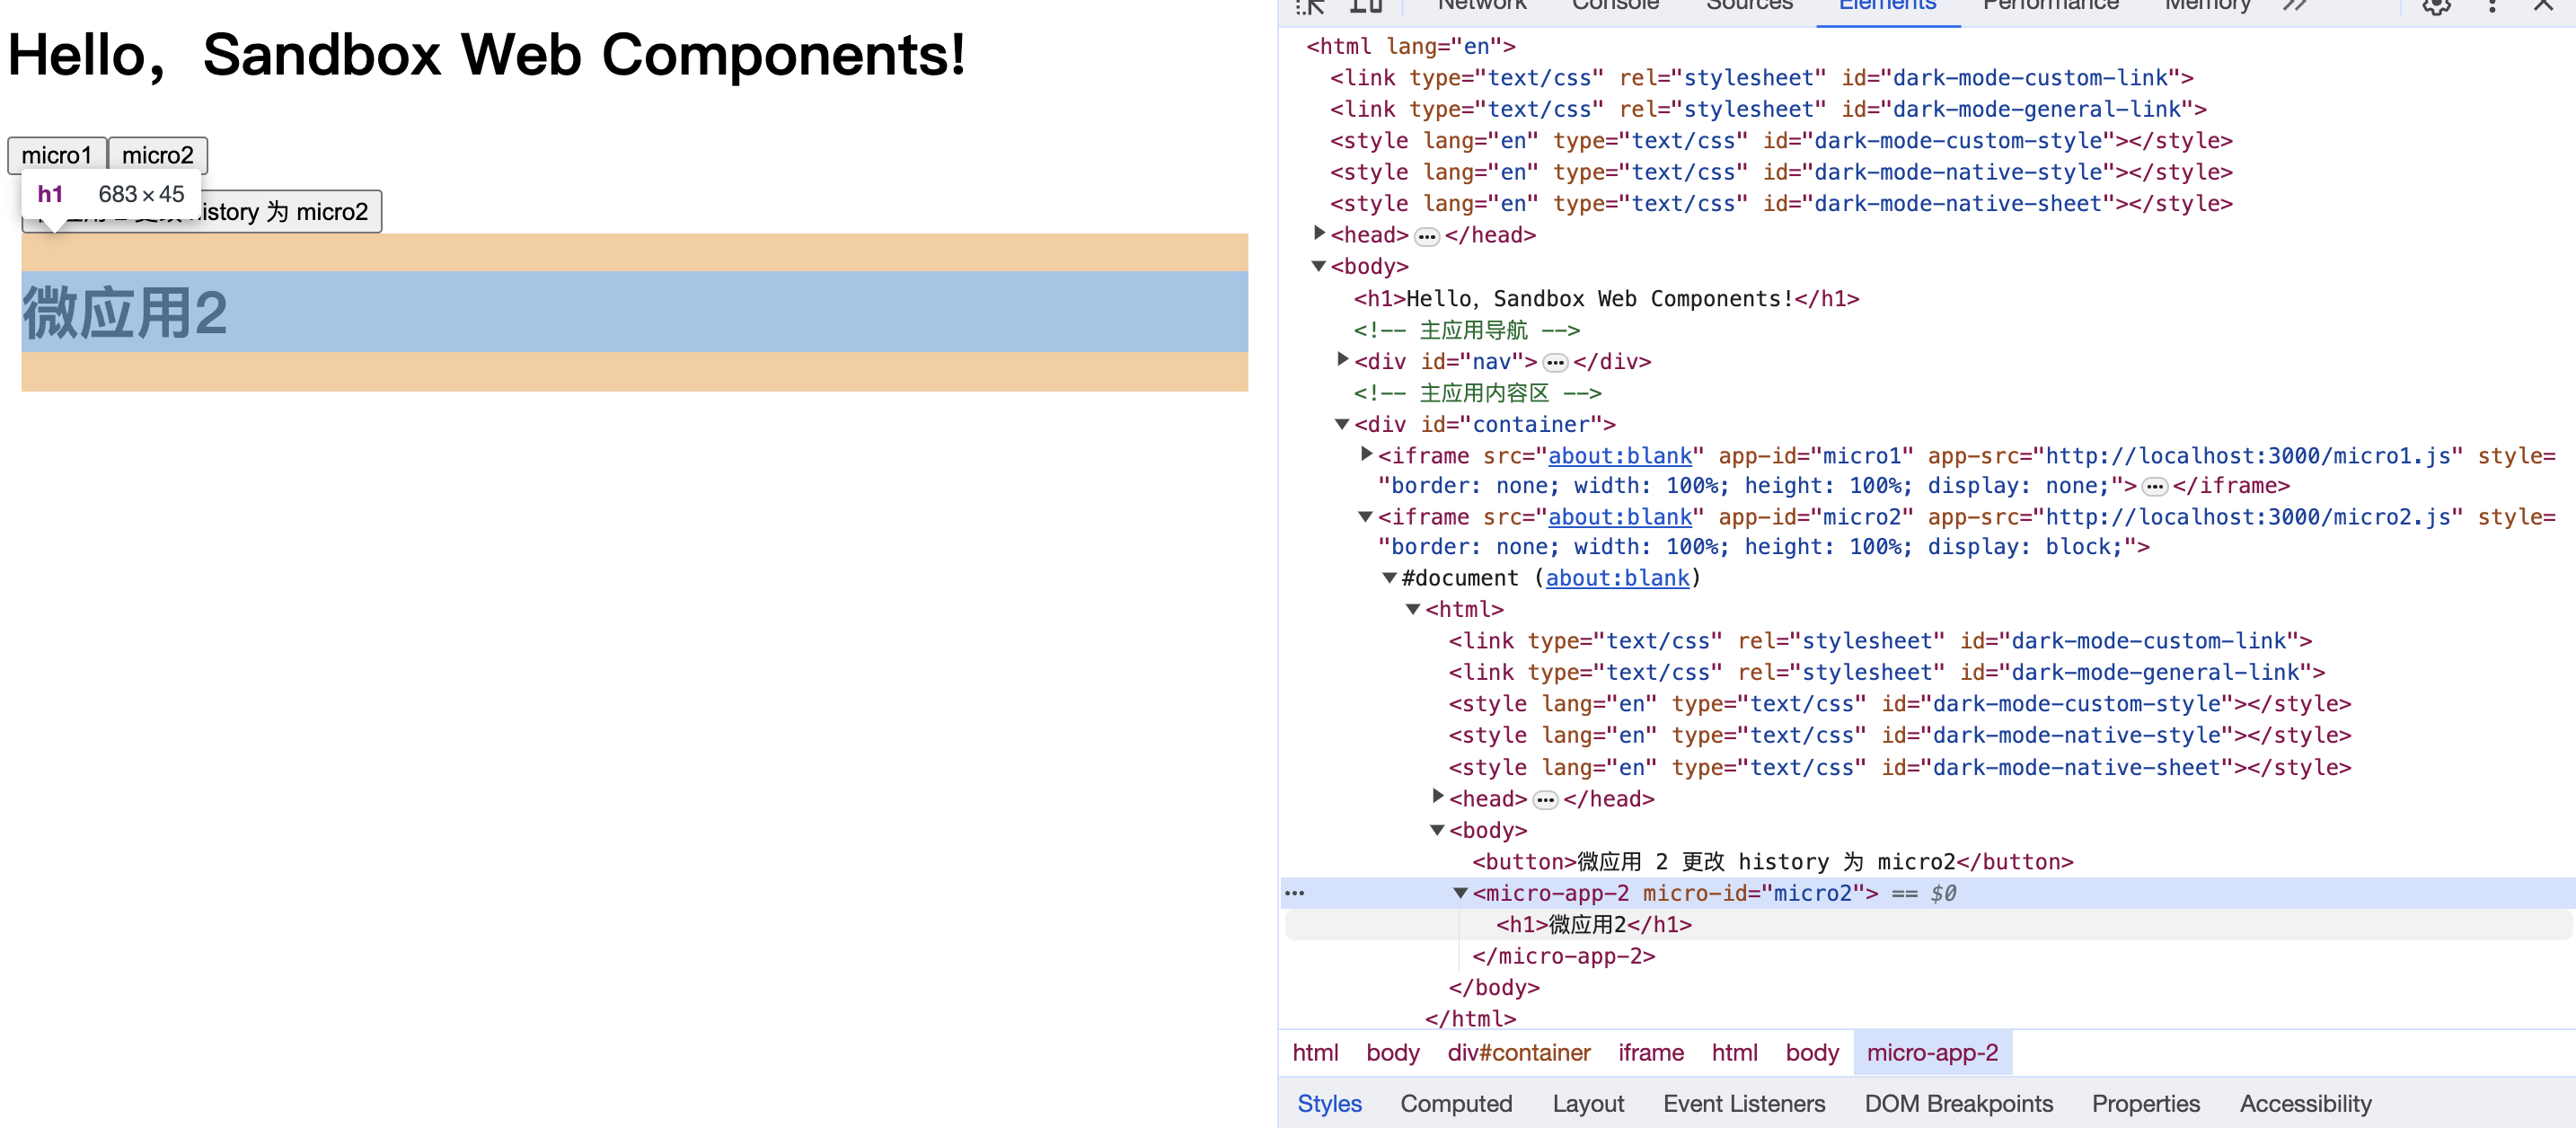 Hello，Sandbox Web Components!
micro1 micro2
h1 683 × 45
history 为 micro2
微应用2
Network Console Sources Elements Performance Memory
<html lang="en">
<link type="text/css" rel="stylesheet" id="dark-mode-custom-link">
<link type="text/css" rel="stylesheet" id="dark-mode-general-link">
<style lang="en" type="text/css" id="dark-mode-custom-style"></style>
<style lang="en" type="text/css" id="dark-mode-native-style"></style>
<style lang="en" type="text/css" id="dark-mode-native-sheet"></style>
<head> ⋯ </head>
<body>
<h1>Hello，Sandbox Web Components!</h1>
<!-- 主应用导航 -->
<div id="nav"> ⋯ </div>
<!-- 主应用内容区 -->
<div id="container">
<iframe src="about:blank" app-id="micro1" app-src="http://localhost:3000/micro1.js" style=
"border: none; width: 100%; height: 100%; display: none;"> ⋯ </iframe>
<iframe src="about:blank" app-id="micro2" app-src="http://localhost:3000/micro2.js" style=
"border: none; width: 100%; height: 100%; display: block;">
#document (about:blank)
<html>
<link type="text/css" rel="stylesheet" id="dark-mode-custom-link">
<link type="text/css" rel="stylesheet" id="dark-mode-general-link">
<style lang="en" type="text/css" id="dark-mode-custom-style"></style>
<style lang="en" type="text/css" id="dark-mode-native-style"></style>
<style lang="en" type="text/css" id="dark-mode-native-sheet"></style>
<head> ⋯ </head>
<body>
<button>微应用 2 更改 history 为 micro2</button>
<micro-app-2 micro-id="micro2"> == $0
<h1>微应用2</h1>
</micro-app-2>
</body>
</html>
html body div#container iframe html body micro-app-2
Styles Computed Layout Event Listeners DOM Breakpoints Properties Accessibility